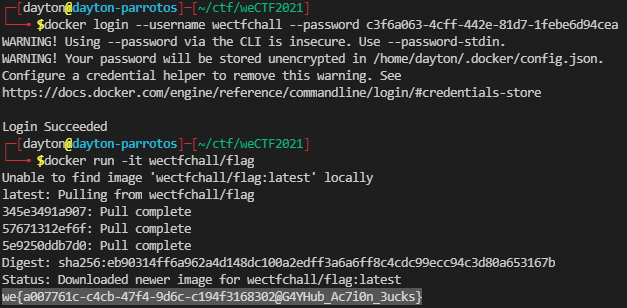 ┌─[dayton@dayton-parrotos]─[~/ctf/weCTF2021]
└──╼ $docker login --username wectfchall --password c3f6a063-4cff-442e-81d7-1febe6d94cea
WARNING! Using --password via the CLI is insecure. Use --password-stdin.
WARNING! Your password will be stored unencrypted in /home/dayton/.docker/config.json.
Configure a credential helper to remove this warning. See
https://docs.docker.com/engine/reference/commandline/login/#credentials-store

Login Succeeded
┌─[dayton@dayton-parrotos]─[~/ctf/weCTF2021]
└──╼ $docker run -it wectfchall/flag
Unable to find image 'wectfchall/flag:latest' locally
latest: Pulling from wectfchall/flag
345e3491a907: Pull complete
57671312ef6f: Pull complete
5e9250ddb7d0: Pull complete
Digest: sha256:eb90314ff6a962a4d148dc100a2edff3a6a6ff8c4cdc99ecc94c3d80a653167b
Status: Downloaded newer image for wectfchall/flag:latest
we{a007761c-c4cb-47f4-9d6c-c194f3168302@G4YHub_Ac7i0n_3ucks}